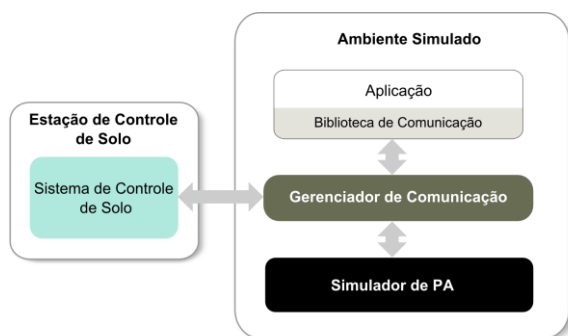 Ambiente Simulado
Aplicação
Biblioteca de Comunicação
Estação de Controle
de Solo
Sistema de Controle
de Solo
Gerenciador de Comunicação
Simulador de PA